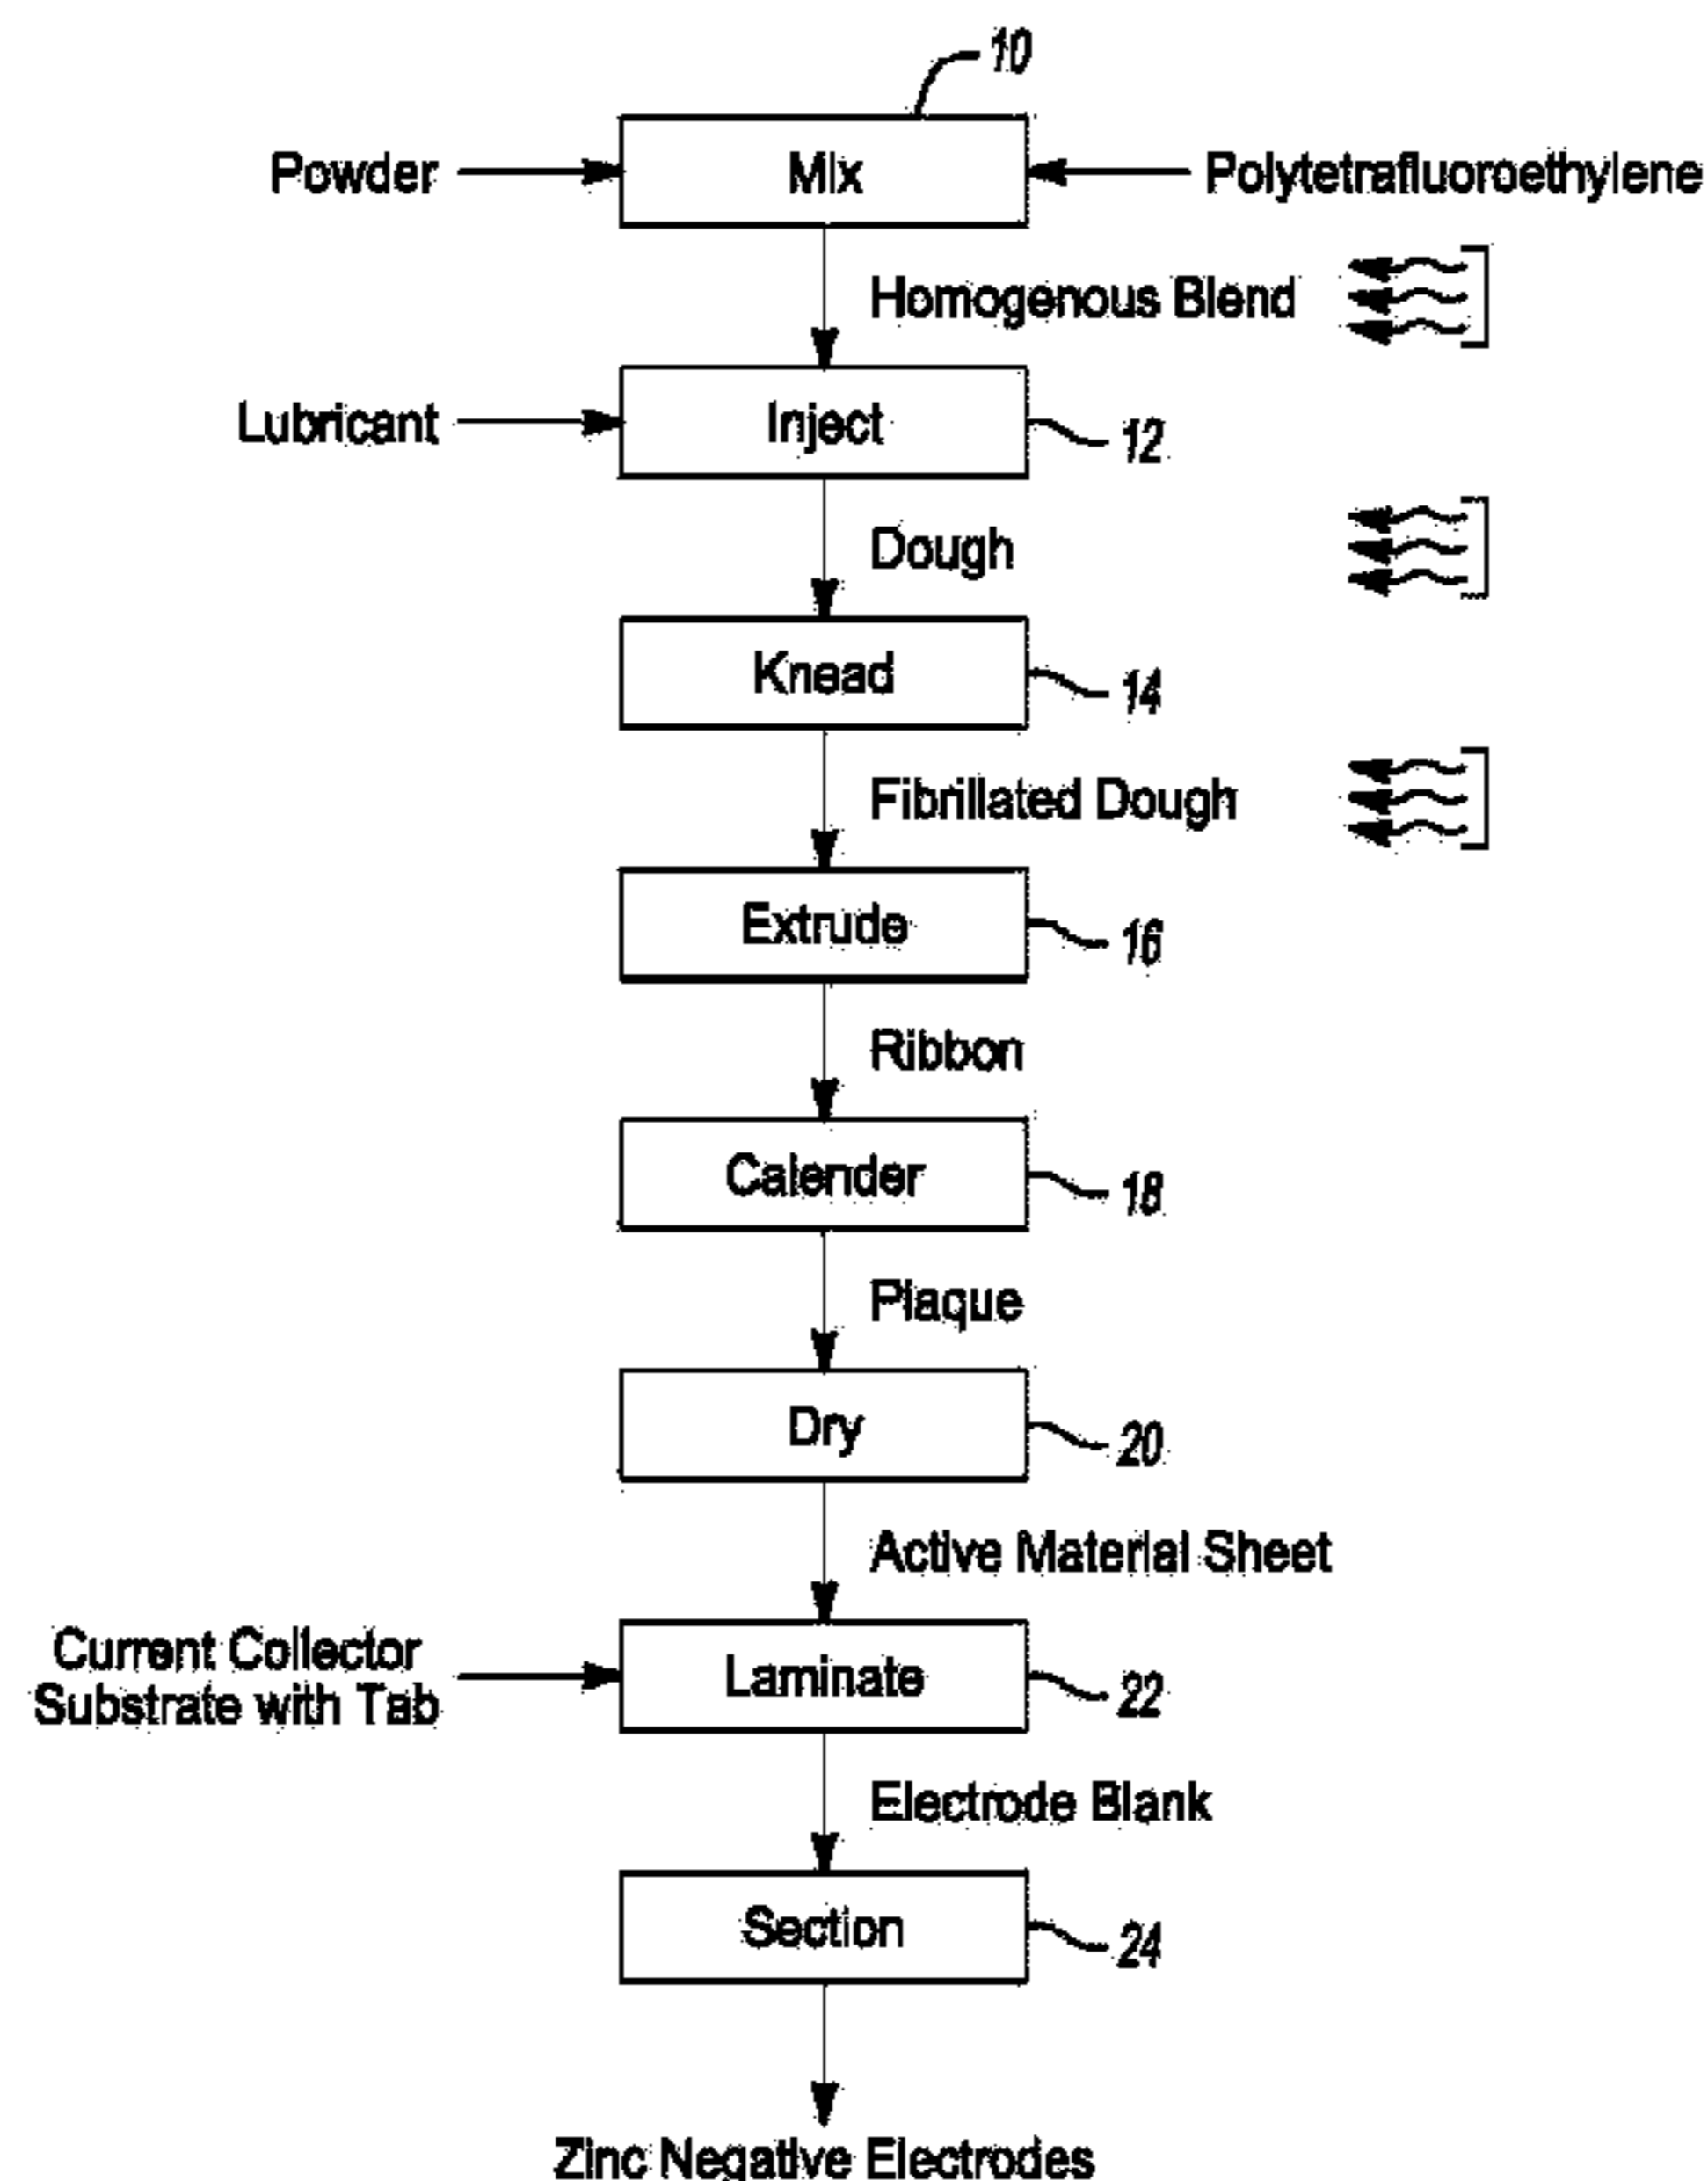 10
Powder
Mix
Polytetrafluoroethylene
Homogenous Blend
Lubricant
Inject
12
Dough
Knead
14
Fibrillated Dough
Extrude
16
Ribbon
Calender
18
Plaque
Dry
20
Active Material Sheet
Current Collector
Substrate with Tab
Laminate
22
Electrode Blank
Section
24
Zinc Negative Electrodes